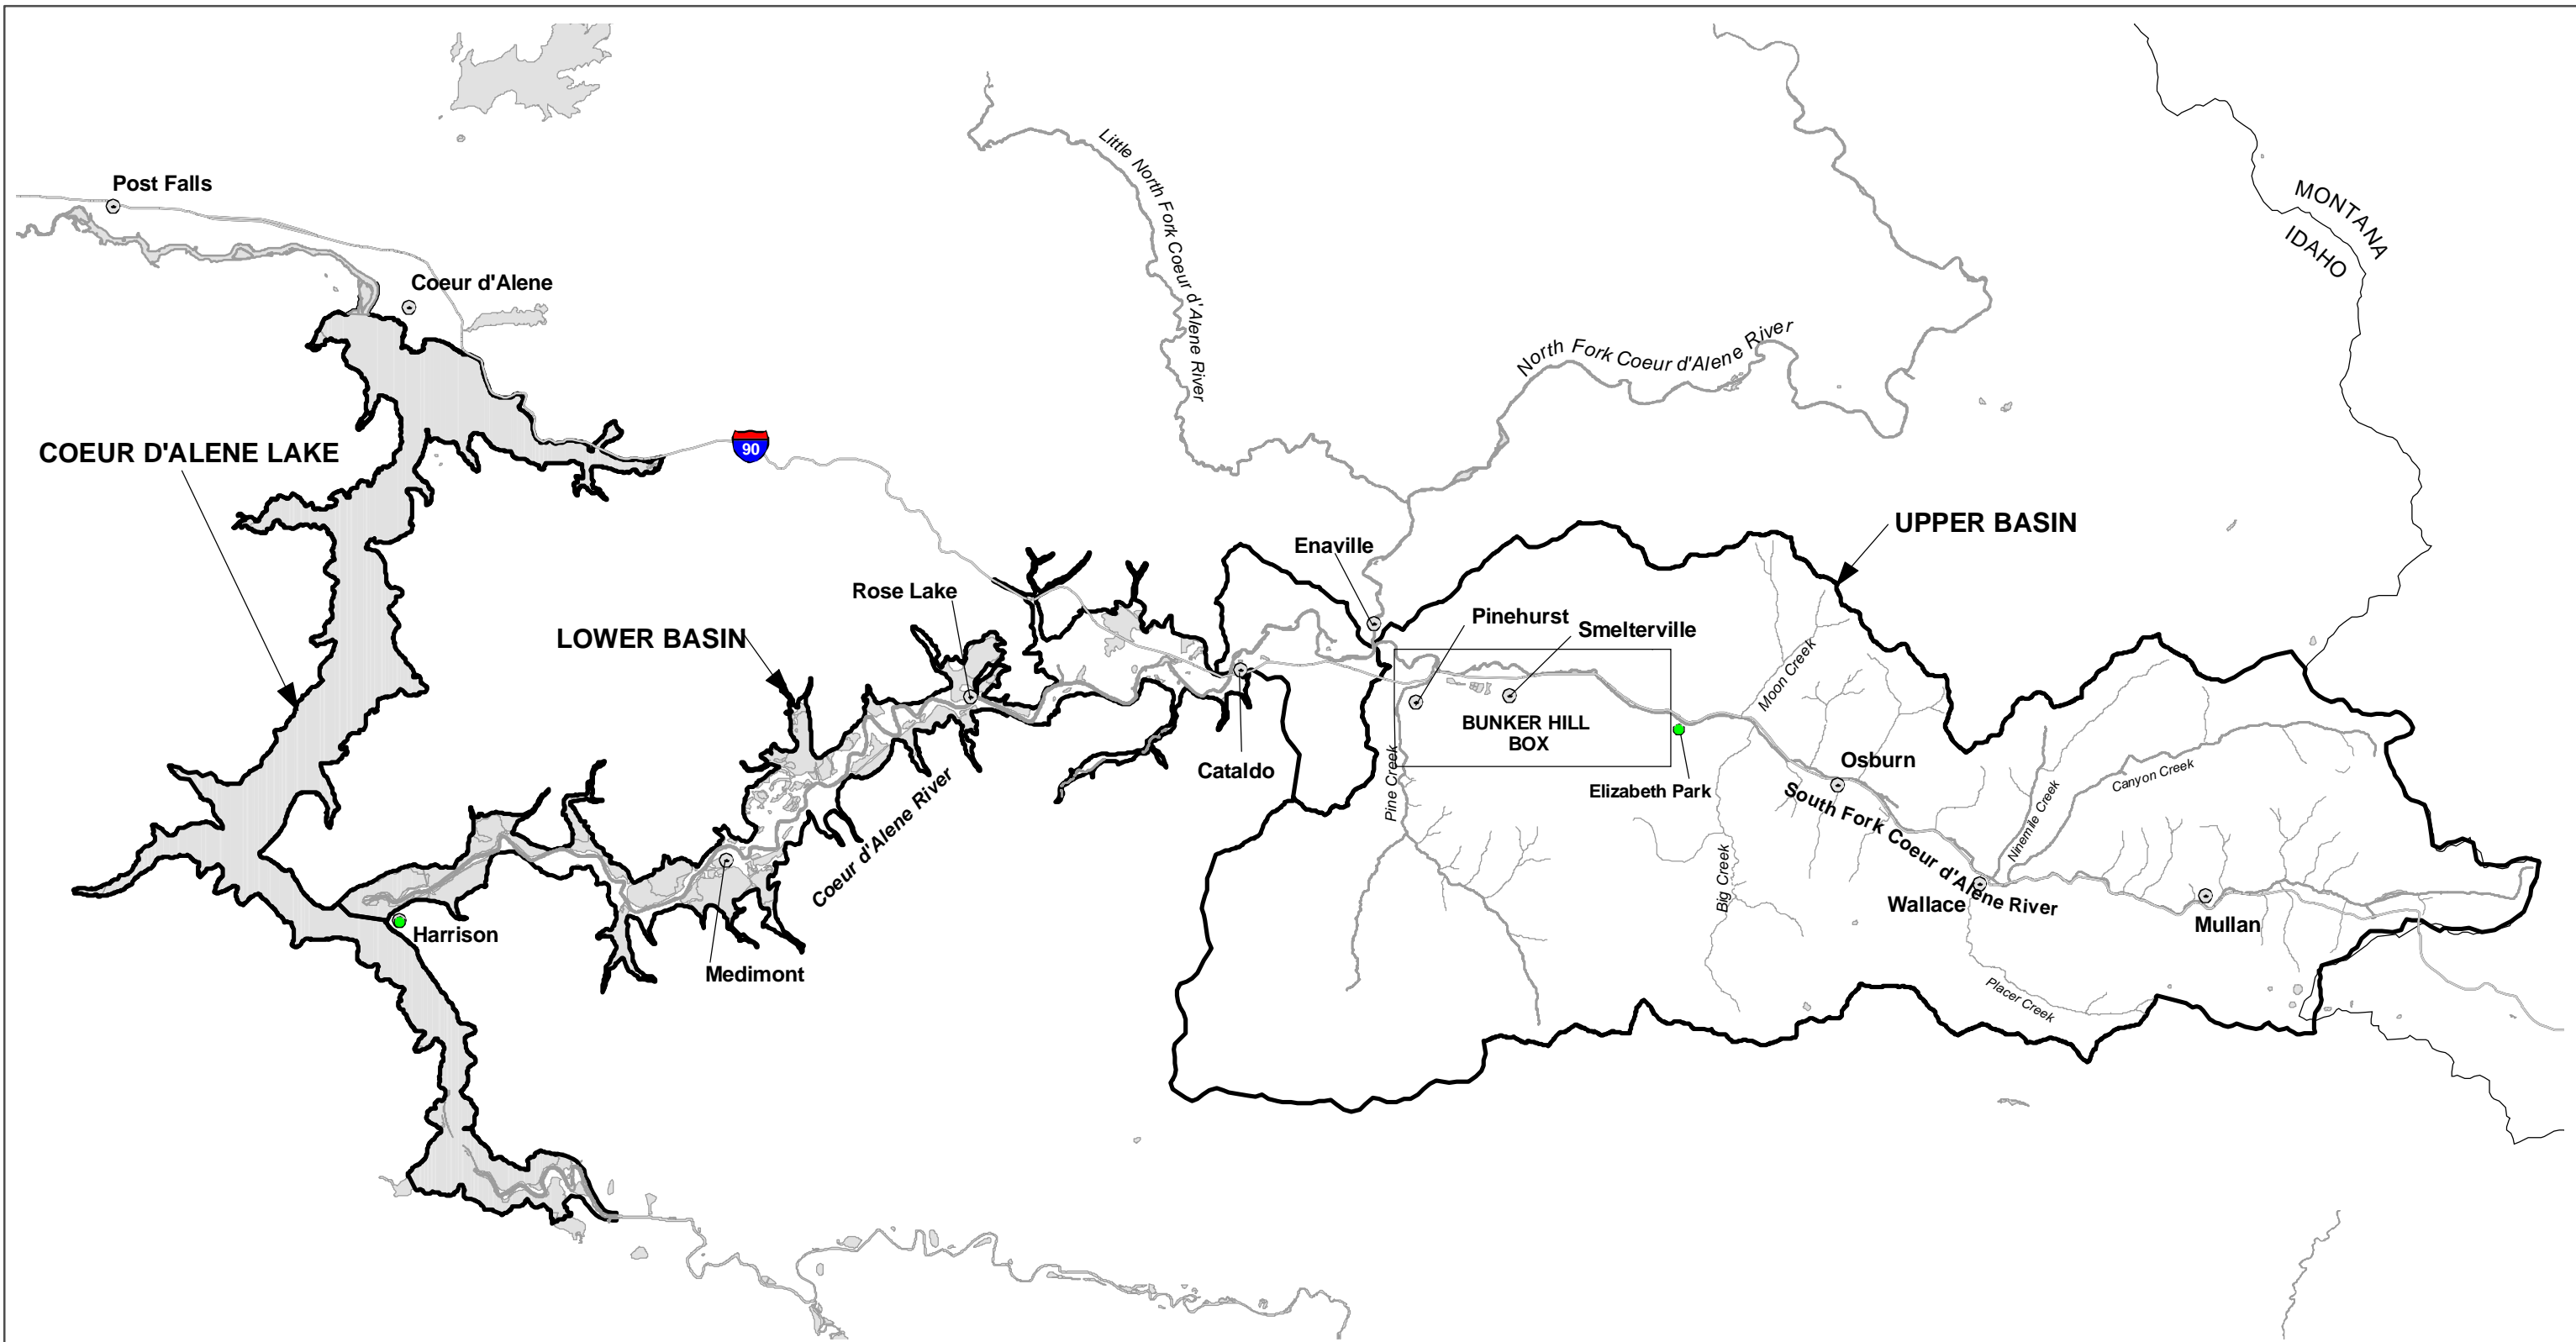 Post Falls
Coeur d'Alene
Little North Fork Coeur d'Alene River
MONTANA
IDAHO
North Fork Coeur d'Alene River
COEUR D'ALENE LAKE
90
UPPER BASIN
Enaville
Rose Lake
Pinehurst
Smelterville
LOWER BASIN
Moon Creek
BUNKER HILL
BOX
Cataldo
Pine Creek
Elizabeth Park
Osburn
Canyon Creek
Ninemile Creek
South Fork Coeur d'Alene River
Coeur d'Alene River
Big Creek
Wallace
Mullan
Harrison
Medimont
Placer Creek